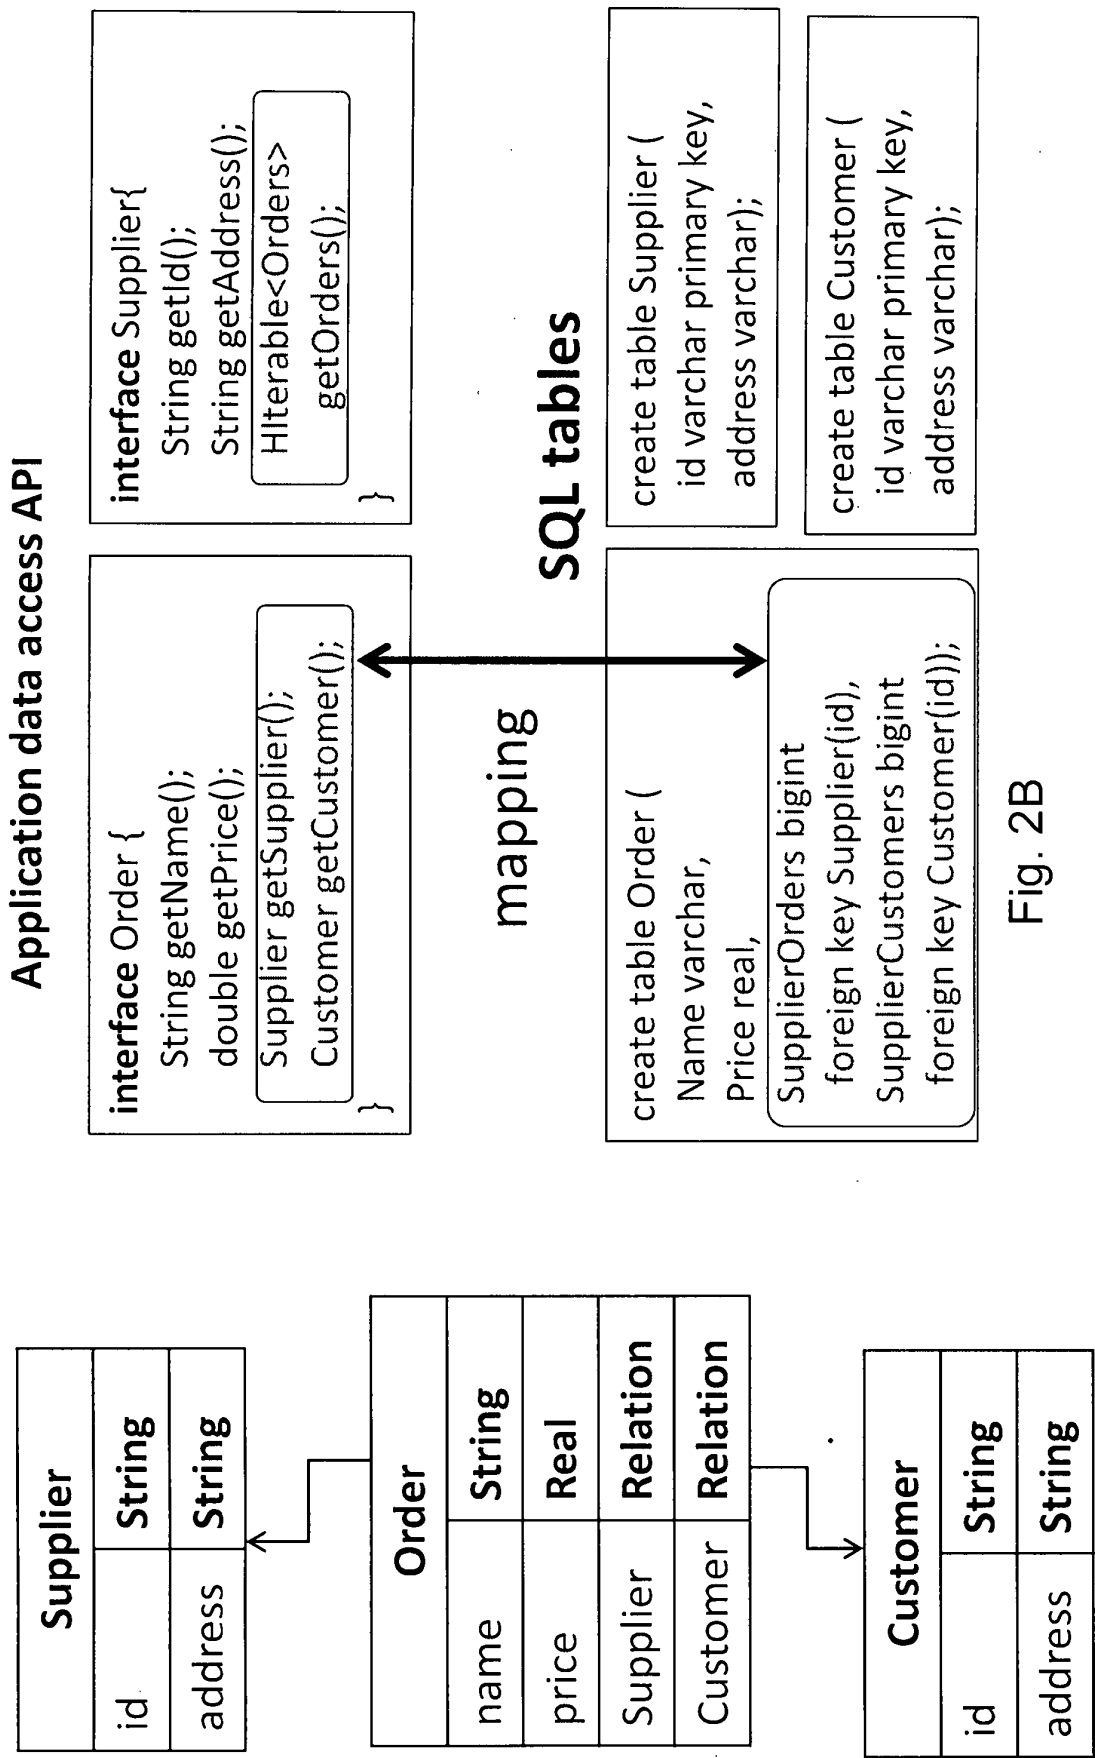 Supplier
id String
address String
Order
name String
price Real
Supplier Relation
Customer Relation
Customer
id String
address String
Application data access API
interface Order {
String getName();
double getPrice();
Supplier getSupplier();
Customer getCustomer();
}
interface Supplier{
String getId();
String getAddress();
HIterable<Orders>
getOrders();
}
mapping
SQL tables
create table Order (
Name varchar,
Price real,
SupplierOrders bigint
foreign key Supplier(id),
SupplierCustomers bigint
foreign key Customer(id));
create table Supplier (
id varchar primary key,
address varchar);
create table Customer (
id varchar primary key,
address varchar);
Fig. 2B